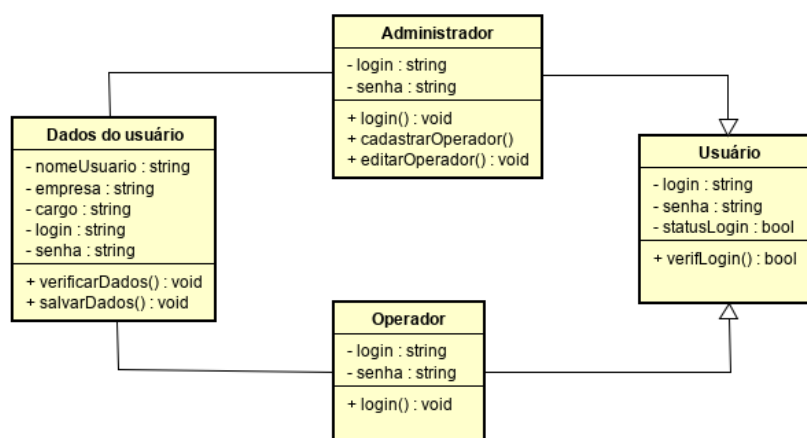 Administrador
- login : string
- senha : string
+ login() : void
+ cadastrarOperador()
+ editarOperador() : void
Dados do usuário
- nomeUsuario : string
- empresa : string
- cargo : string
- login : string
- senha : string
+ verificarDados() : void
+ salvarDados() : void
Usuário
- login : string
- senha : string
- statusLogin : bool
+ verifLogin() : bool
Operador
- login : string
- senha : string
+ login() : void